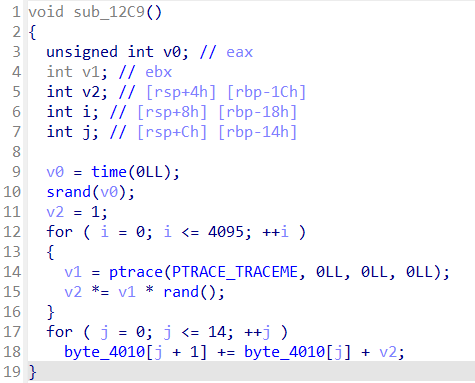 1 void sub_12C9()
2 {
3   unsigned int v0; // eax
4   int v1; // ebx
5   int v2; // [rsp+4h] [rbp-1Ch]
6   int i; // [rsp+8h] [rbp-18h]
7   int j; // [rsp+Ch] [rbp-14h]
8
9   v0 = time(0LL);
10   srand(v0);
11   v2 = 1;
12   for ( i = 0; i <= 4095; ++i )
13   {
14     v1 = ptrace(PTRACE_TRACEME, 0LL, 0LL, 0LL);
15     v2 *= v1 * rand();
16   }
17   for ( j = 0; j <= 14; ++j )
18     byte_4010[j + 1] += byte_4010[j] + v2;
19 }